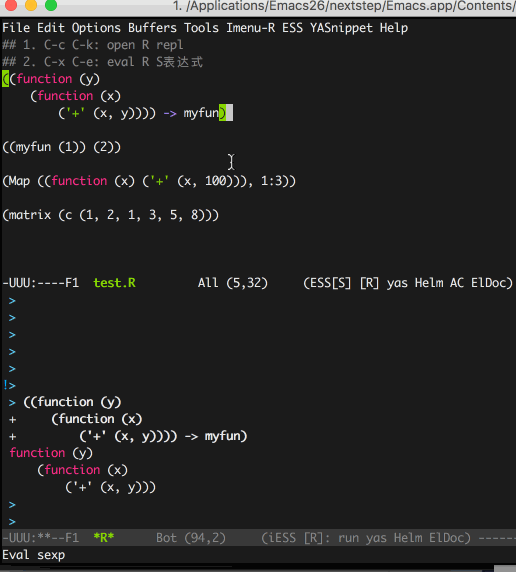 1. /Applications/Emacs26/nextstep/Emacs.app/Contents/
File Edit Options Buffers Tools Imenu-R ESS YASnippet Help
## 1. C-c C-k: open R repl
## 2. C-x C-e: eval R S表达式
((function (y)
    (function (x)
        ('+' (x, y)))) -> myfun)
((myfun (1)) (2))
(Map ((function (x) ('+' (x, 100))), 1:3))
(matrix (c (1, 2, 1, 3, 5, 8)))
-UUU:----F1  test.R         All (5,32)     (ESS[S] [R] yas Helm AC ElDoc)
>
>
>
>
>
!>
> ((function (y)
+     (function (x)
+         ('+' (x, y)))) -> myfun)
function (y)
    (function (x)
        ('+' (x, y)))
>
>
-UUU:**--F1  *R*      Bot (94,2)     (iESS [R]: run yas Helm ElDoc) ------
Eval sexp